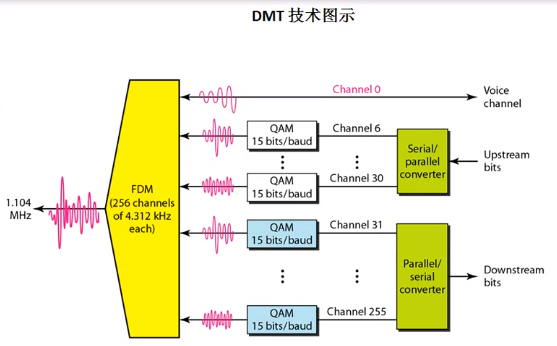 DMT 技术图示
Channel 0
Voice
channel
QAM
15 bits/baud
Channel 6
Serial/
parallel
converter
Upstream
bits
QAM
15 bits/baud
Channel 30
1.104
MHz
FDM
(256 channels
of 4.312 kHz
each)
QAM
15 bits/baud
Channel 31
Parallel/
serial
converter
Downstream
bits
QAM
15 bits/baud
Channel 255